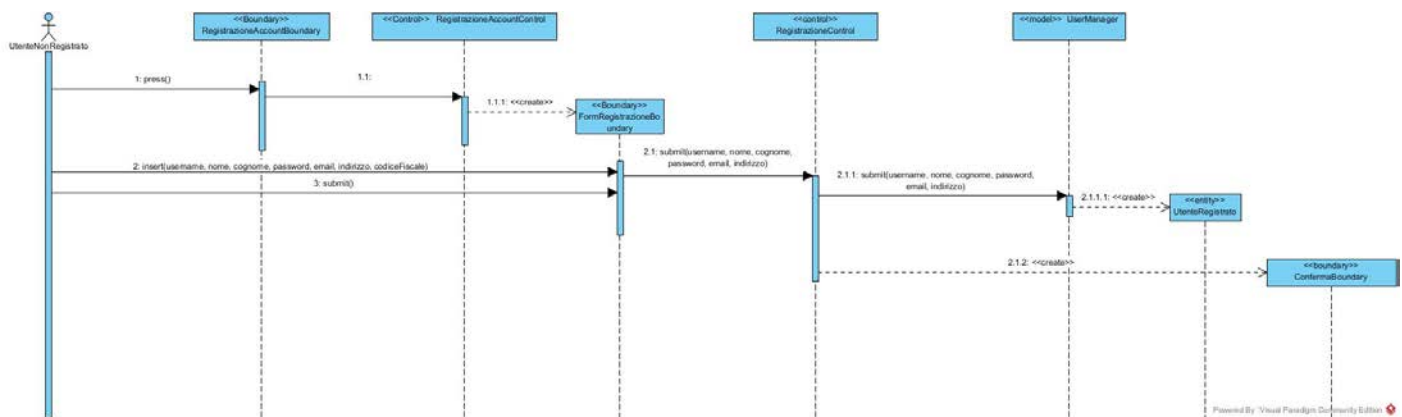 <<Boundary>>
RegistrazioneAccountBoundary
<<Control>> RegistrazioneAccountControl
<<control>>
RegistrazioneControl
<<model>> UserManager
UtenteNonRegistrato
1: press()
1.1:
1.1.1: <<create>>
<<Boundary>>
FormRegistrazioneBo
undary
2: insert(username, nome, cognome, password, email, indirizzo, codiceFiscale)
2.1: submit(username, nome, cognome,
password, email, indirizzo)
3: submit()
2.1.1: submit(username, nome, cognome, password,
email, indirizzo)
2.1.1.1: <<create>>
<<entity>>
UtenteRegistrato
2.1.2: <<create>>
<<boundary>>
ConfermaBoundary
Powered By Visual Paradigm Community Edition